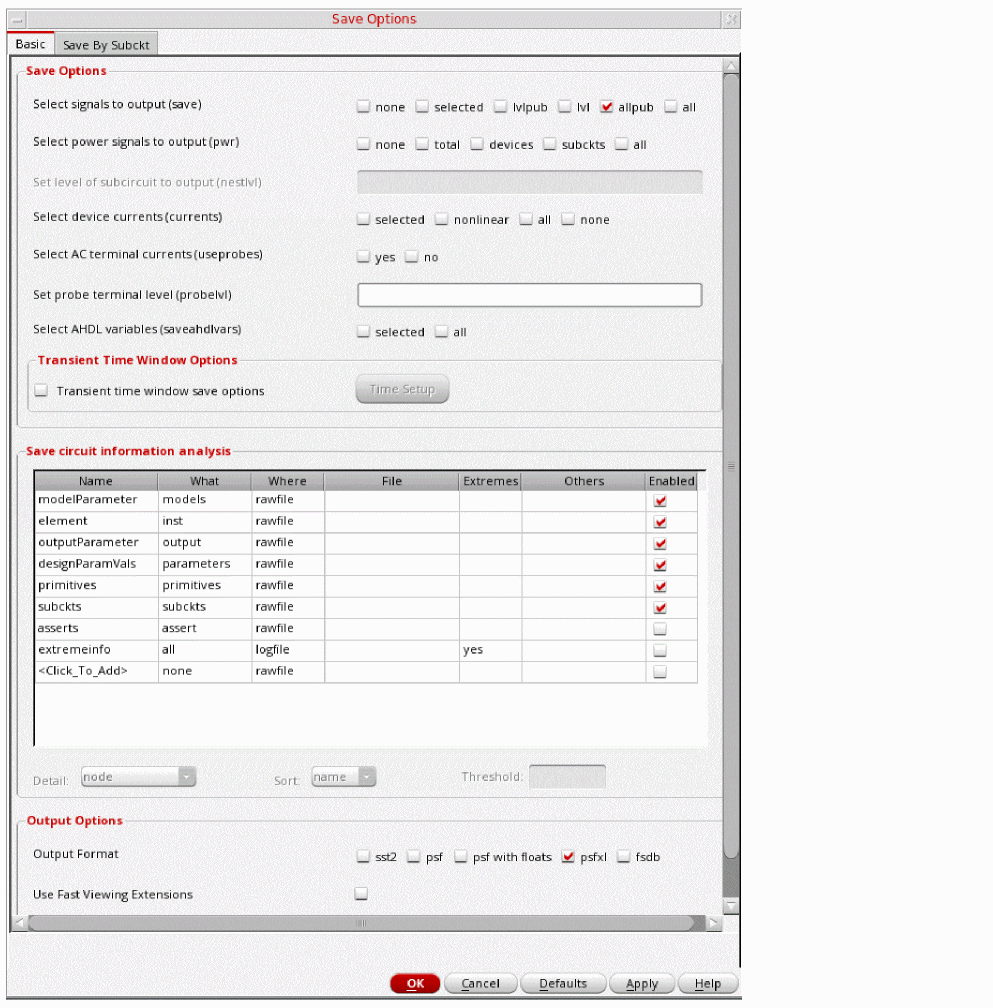 Save Options
Basic Save By Subckt
Save Options
Select signals to output (save) none selected lvlpub lvl allpub all
Select power signals to output (pwr) none total devices subckts all
Set level of subcircuit to output (nestlvl)
Select device currents (currents) selected nonlinear all none
Select AC terminal currents (useprobes) yes no
Set probe terminal level (probelvl)
Select AHDL variables (saveahdlvars) selected all
Transient Time Window Options
Transient time window save options Time Setup
Save circuit information analysis
Name What Where File Extremes Others Enabled
modelParameter models rawfile
element inst rawfile
outputParameter output rawfile
designParamVals parameters rawfile
primitives primitives rawfile
subckts subckts rawfile
asserts assert rawfile
extremeinfo all logfile yes
<Click_To_Add> none rawfile
Detail: node Sort: name Threshold:
Output Options
Output Format sst2 psf psf with floats psfxl fsdb
Use Fast Viewing Extensions
OK Cancel Defaults Apply Help